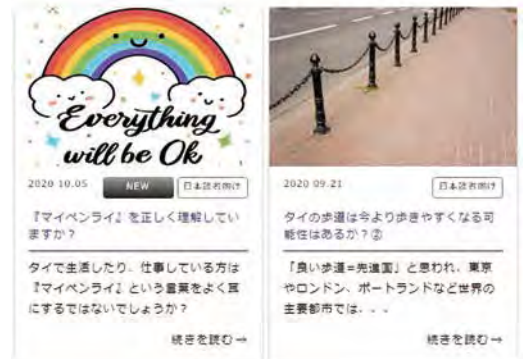 Everything
will be Ok
2020 10.05 NEW 日本語者向け
『マイペンライ』を正しく理解してい
ますか？
タイで生活したり、仕事している方は
『マイペンライ』という言葉をよく耳
にするではないでしょうか？
続きを読む→
2020 09.21 日本語者向け
タイの歩道は今より歩きやすくなる可
能性はあるか？②
「良い歩道=先進国」と思われ、東京
やロンドン、ポートランドなど世界の
主要都市では．．．
続きを読む→